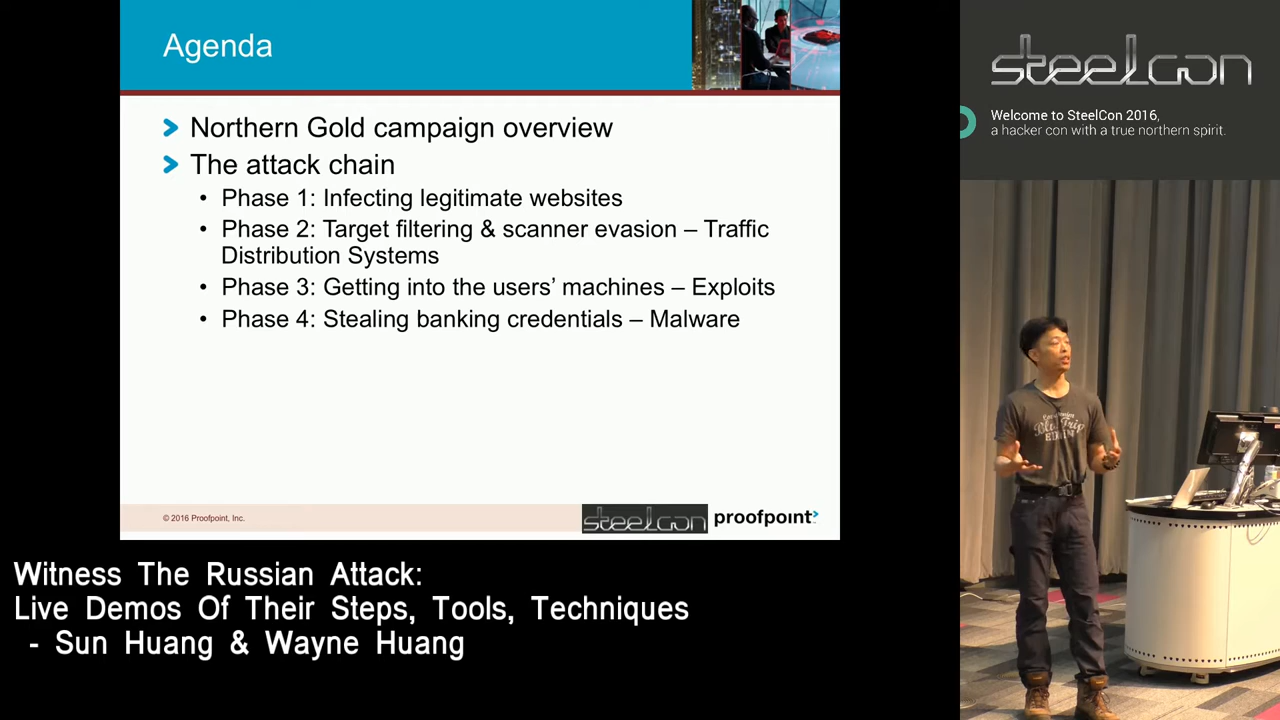 Agenda
Northern Gold campaign overview
The attack chain
• Phase 1: Infecting legitimate websites
• Phase 2: Target filtering & scanner evasion – Traffic
Distribution Systems
• Phase 3: Getting into the users’ machines – Exploits
• Phase 4: Stealing banking credentials – Malware
© 2016 Proofpoint, Inc.
steelcon
proofpoint
Witness The Russian Attack:
Live Demos Of Their Steps, Tools, Techniques
- Sun Huang & Wayne Huang
steelcon
Welcome to SteelCon 2016,
a hacker con with a true northern spirit.